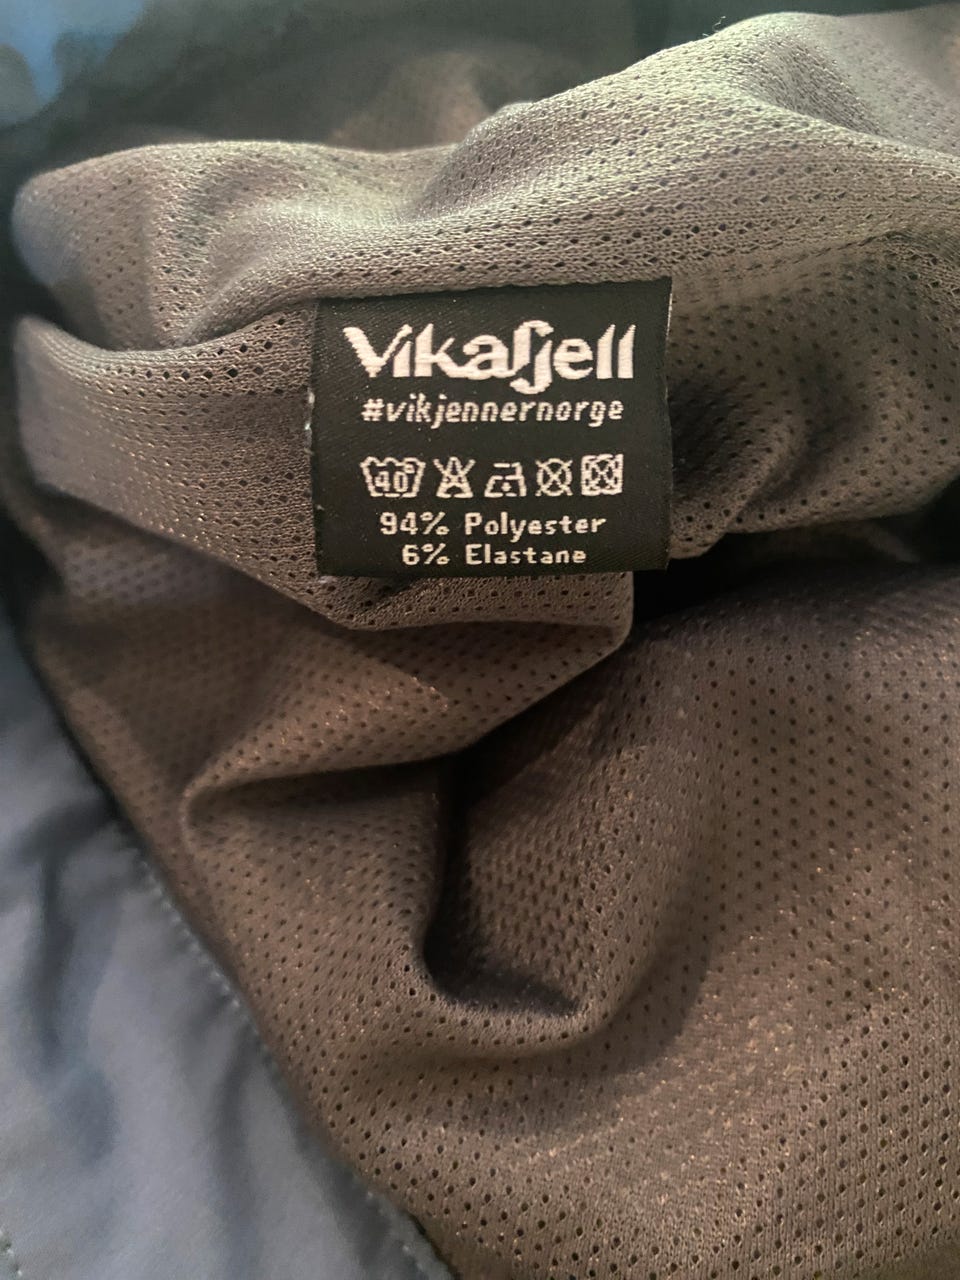 Vikafjell
#vikjennernorge
40°
94% Polyester
6% Elastane